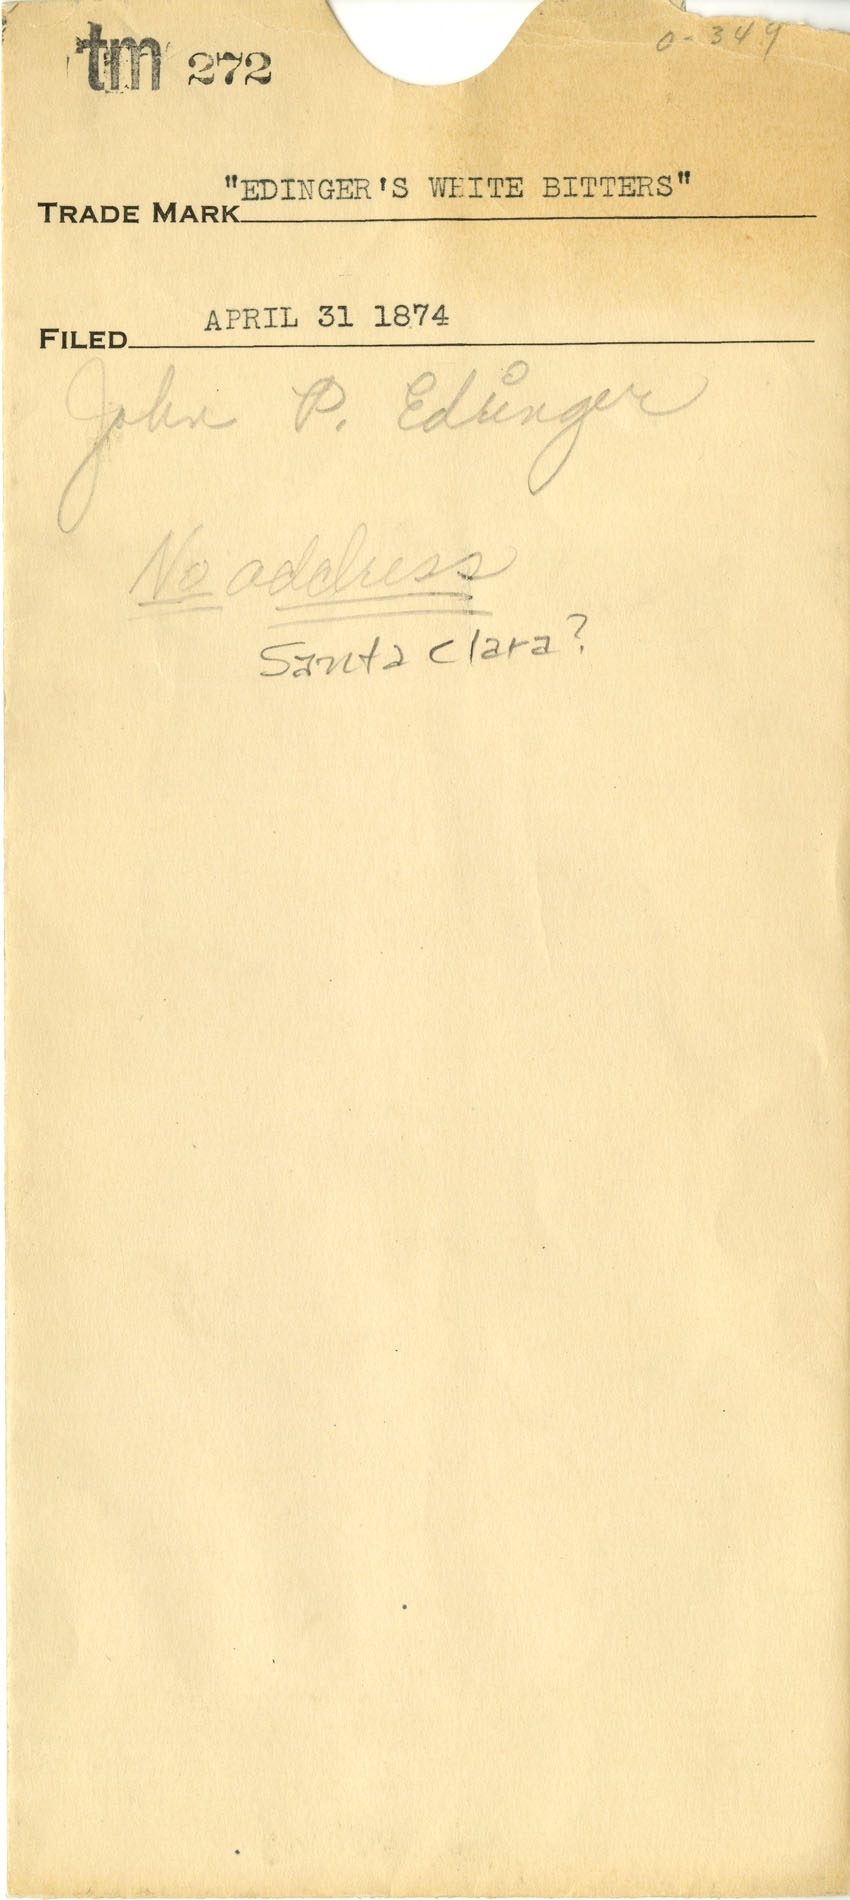 tm 272
0-349
TRADE MARK "EDINGER'S WHITE BITTERS"
FILED APRIL 31 1874
John P. Edinger
No address
Santa Clara?